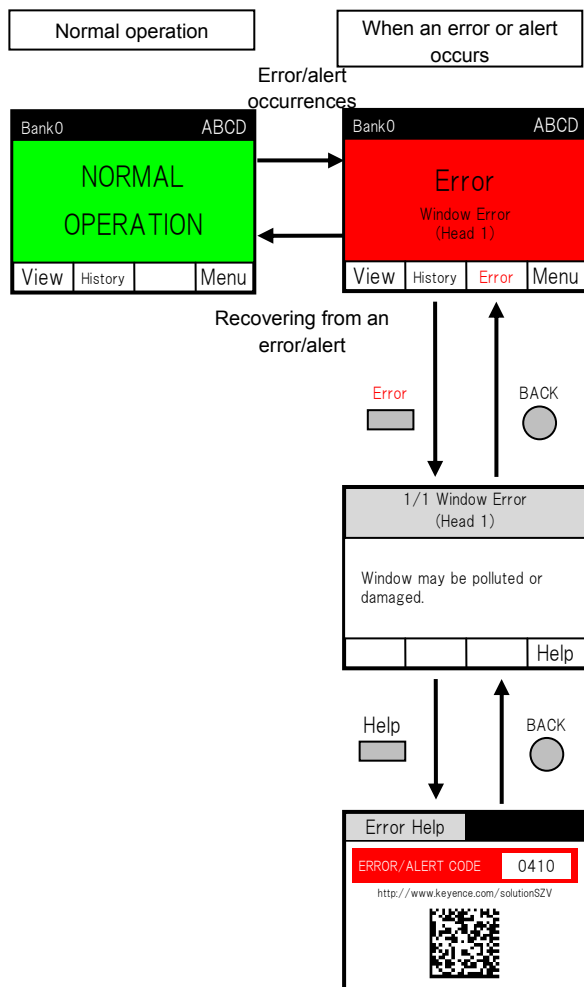 Normal operation
When an error or alert
occurs
Error/alert
occurrences
Bank0 ABCD
NORMAL
OPERATION
View History Menu
Bank0 ABCD
Error
Window Error
(Head 1)
View History Error Menu
Recovering from an
error/alert
Error
BACK
1/1 Window Error
(Head 1)
Window may be polluted or
damaged.
Help
Help
BACK
Error Help
ERROR/ALERT CODE 0410
http://www.keyence.com/solutionSZV